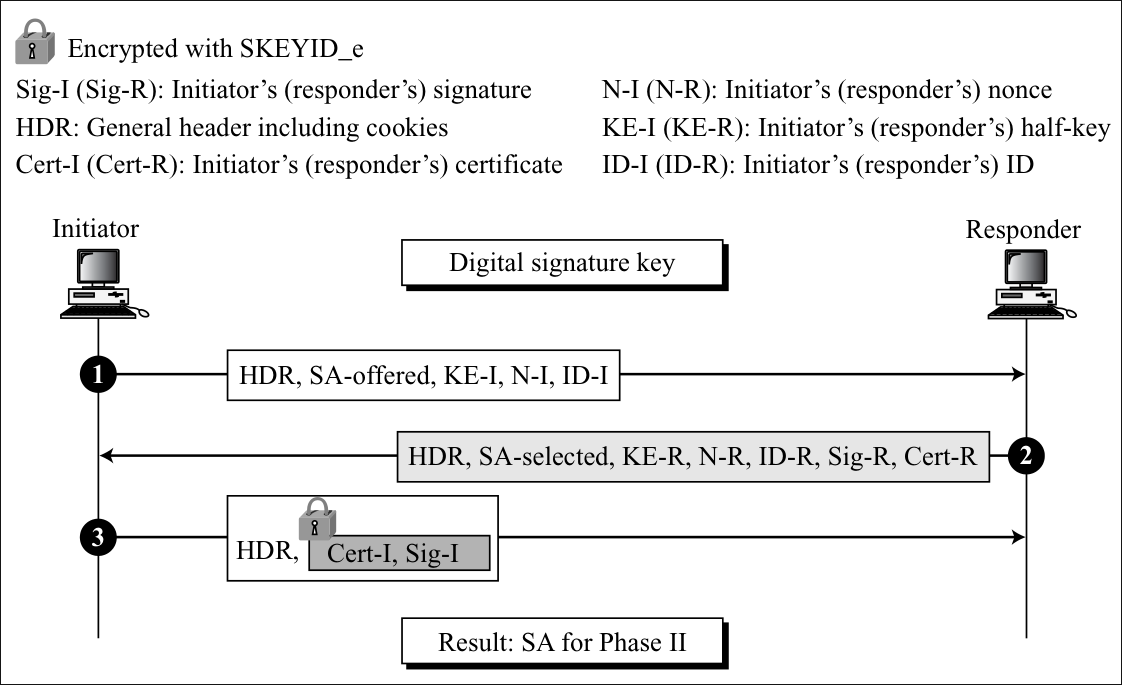 Encrypted with SKEYID_e
Sig-I (Sig-R): Initiator’s (responder’s) signature
N-I (N-R): Initiator’s (responder’s) nonce
HDR: General header including cookies
KE-I (KE-R): Initiator’s (responder’s) half-key
Cert-I (Cert-R): Initiator’s (responder’s) certificate
ID-I (ID-R): Initiator’s (responder’s) ID
Initiator
Responder
Digital signature key
1
HDR, SA-offered, KE-I, N-I, ID-I
HDR, SA-selected, KE-R, N-R, ID-R, Sig-R, Cert-R
2
3
HDR,
Cert-I, Sig-I
Result: SA for Phase II